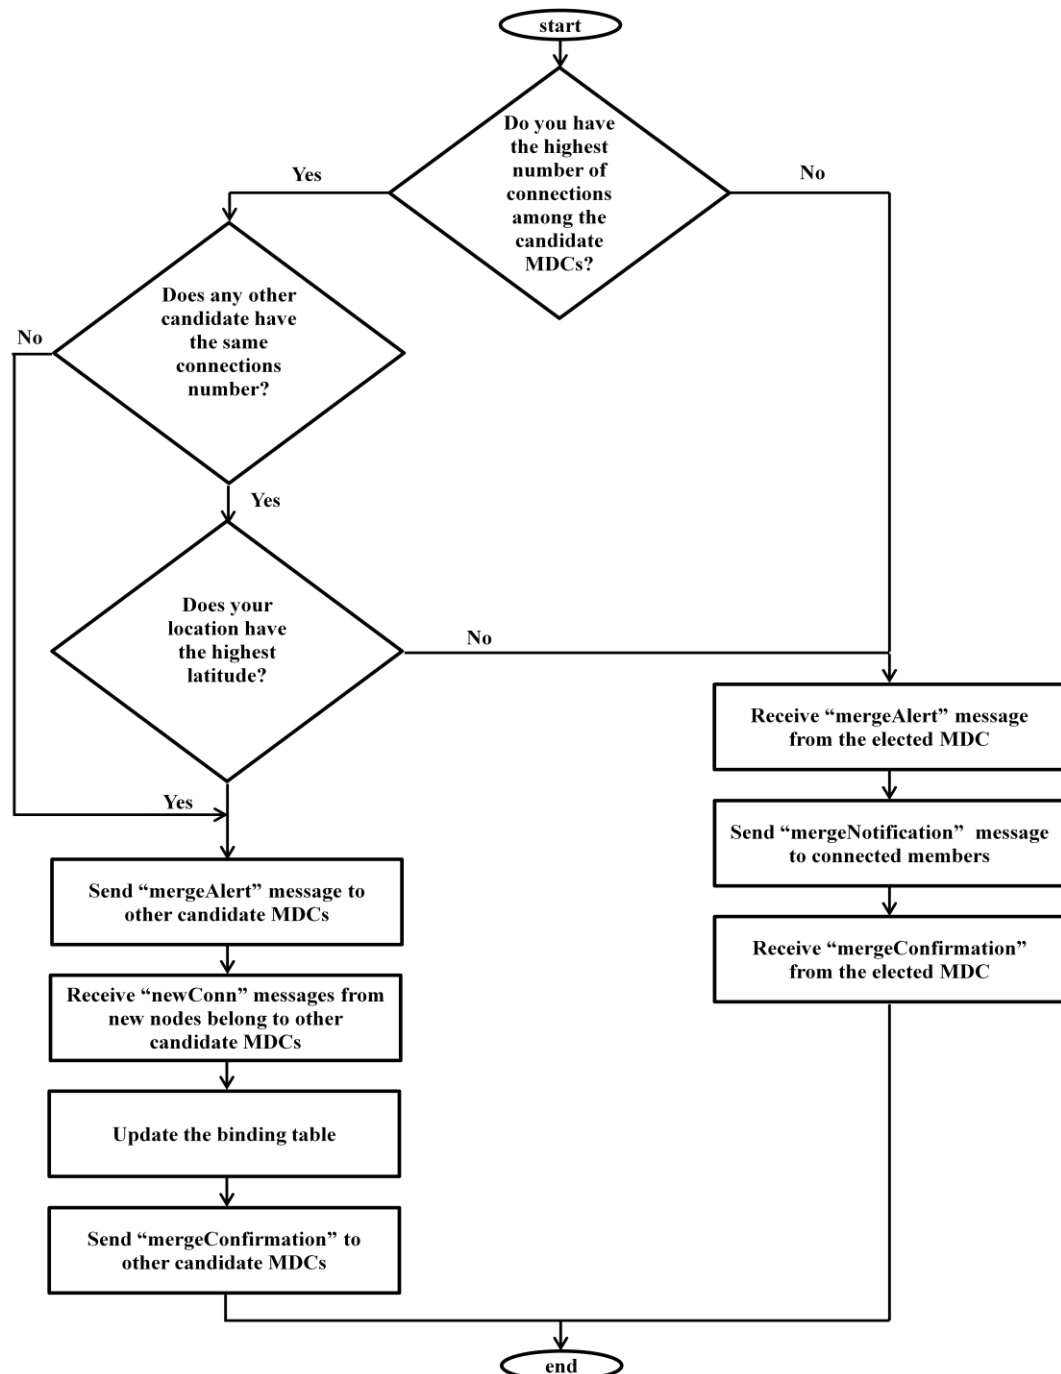 start
Do you have
the highest
number of
connections
among the
candidate
MDCs?
Yes
No
Does any other
candidate have
the same
connections
number?
No
Yes
Does your
location have
the highest
latitude?
No
Yes
Receive “mergeAlert” message
from the elected MDC
Send “mergeNotification” message
to connected members
Receive “mergeConfirmation”
from the elected MDC
Send “mergeAlert” message to
other candidate MDCs
Receive “newConn” messages from
new nodes belong to other
candidate MDCs
Update the binding table
Send “mergeConfirmation” to
other candidate MDCs
end